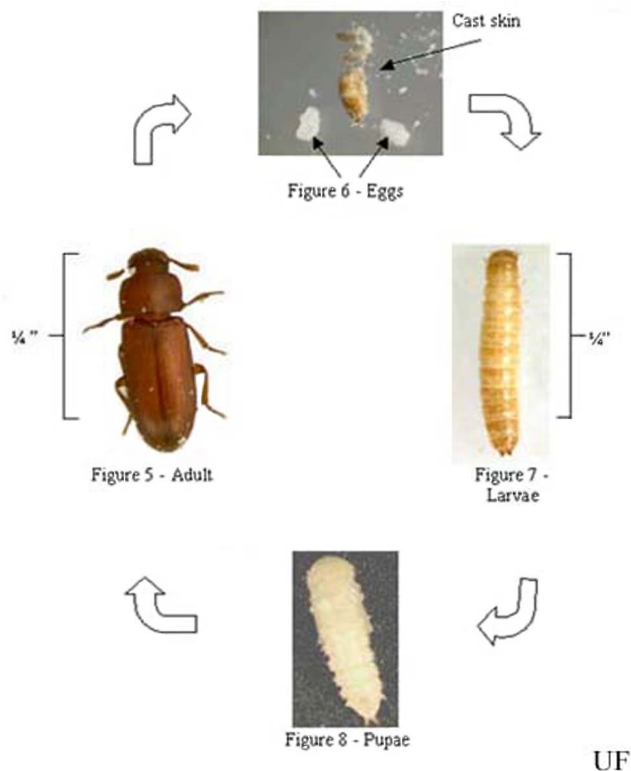 Cast skin
Figure 6 - Eggs
¼"
¼"
Figure 5 - Adult
Figure 7 -
Larvae
Figure 8 - Pupae
UF